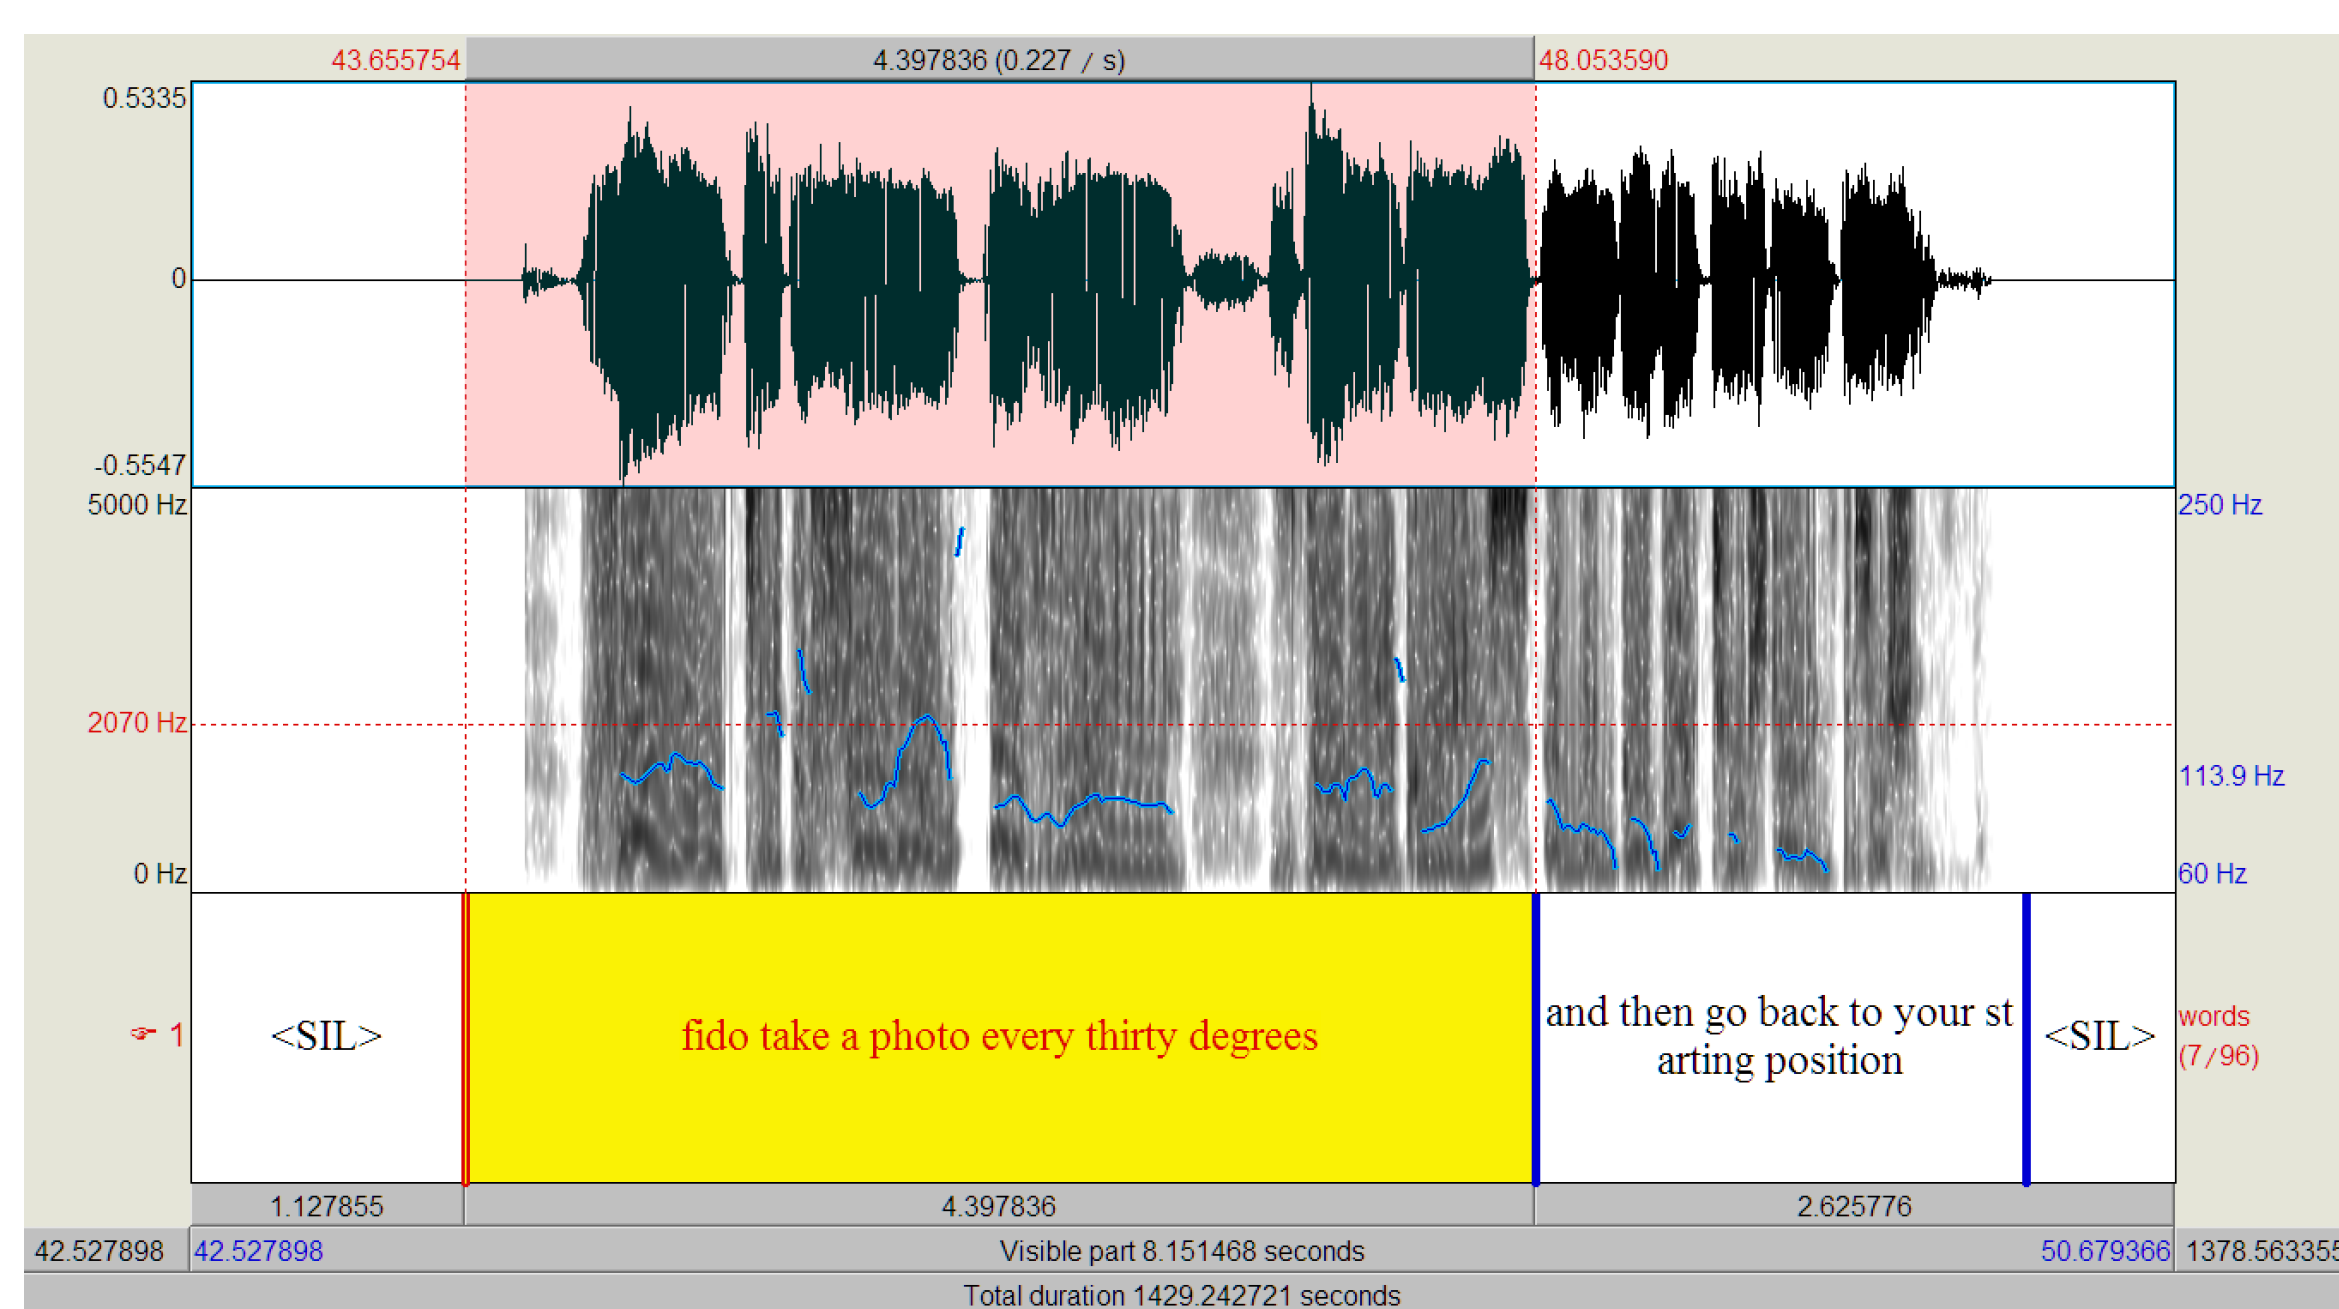 43.655754 4.397836 (0.227 / s) 48.053590
0.5335
0
-0.5547
5000 Hz 250 Hz
2070 Hz
113.9 Hz
0 Hz 60 Hz
☞ 1 <SIL> fido take a photo every thirty degrees and then go back to your st
arting position <SIL> words
(7/96)
1.127855 4.397836 2.625776
42.527898 42.527898 Visible part 8.151468 seconds 50.679366 1378.563355
Total duration 1429.242721 seconds